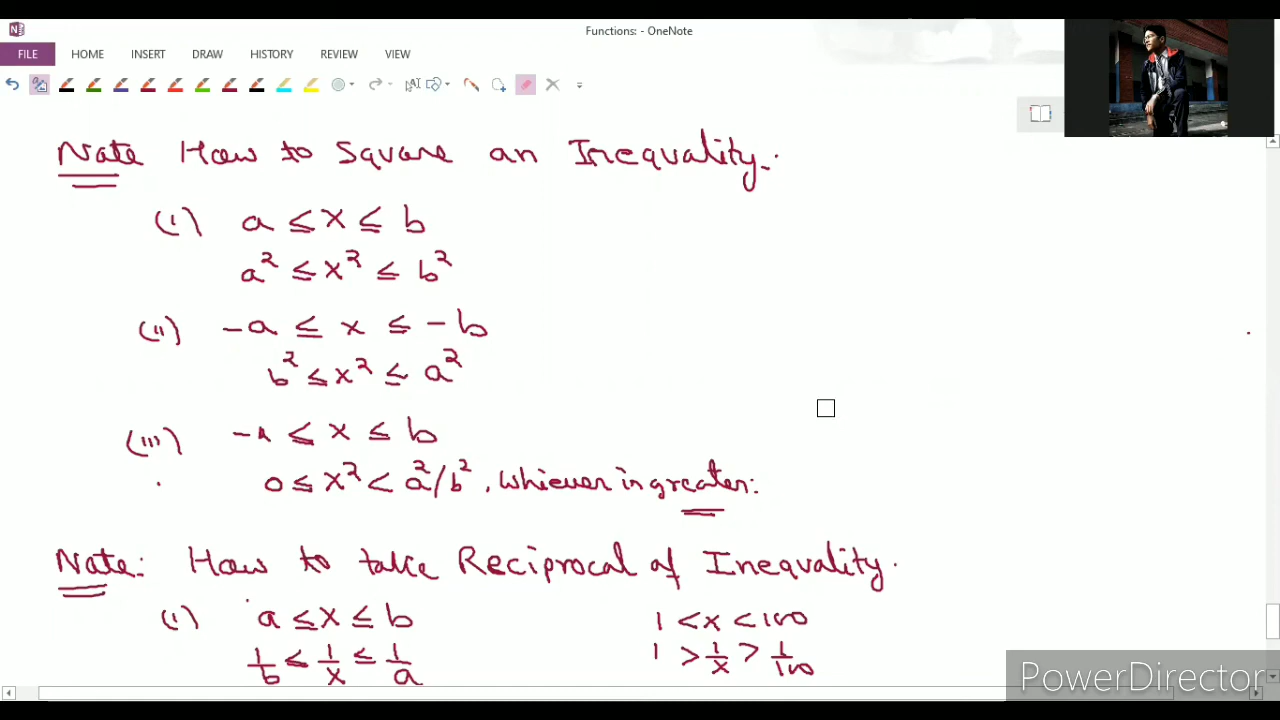 Functions: - OneNote
FILE HOME INSERT DRAW HISTORY REVIEW VIEW
Note How to Square an Inequality.
(i) a ≤ x ≤ b
a² ≤ x² ≤ b²
(ii) -a ≤ x ≤ -b
b² ≤ x² ≤ a²
(iii) -a ≤ x ≤ b
0 ≤ x² < a²/b², whiever is greater:
Note: How to take Reciprocal of Inequality.
(i) a ≤ x ≤ b 1 < x < 100
1/b ≤ 1/x ≤ 1/a 1 > 1/x > 1/100
PowerDirector